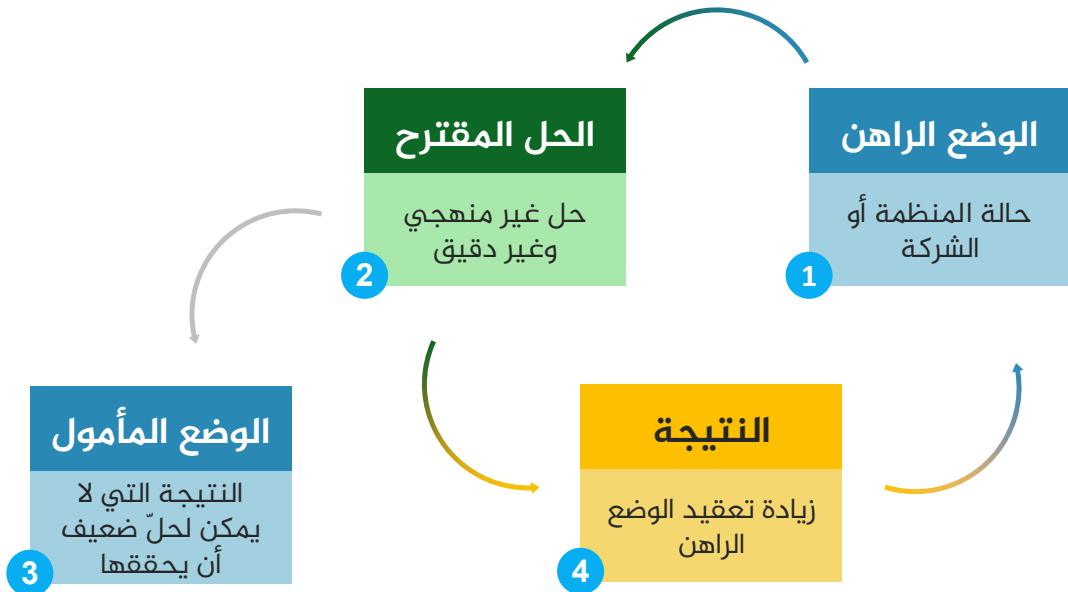 الوضع الراهن
حالة المنظمة أو
الشركة
1
الحل المقترح
حل غير منهجي
وغير دقيق
2
الوضع المأمول
النتيجة التي لا
يمكن لحلّ ضعيف
أن يحققها
3
النتيجة
زيادة تعقيد الوضع
الراهن
4